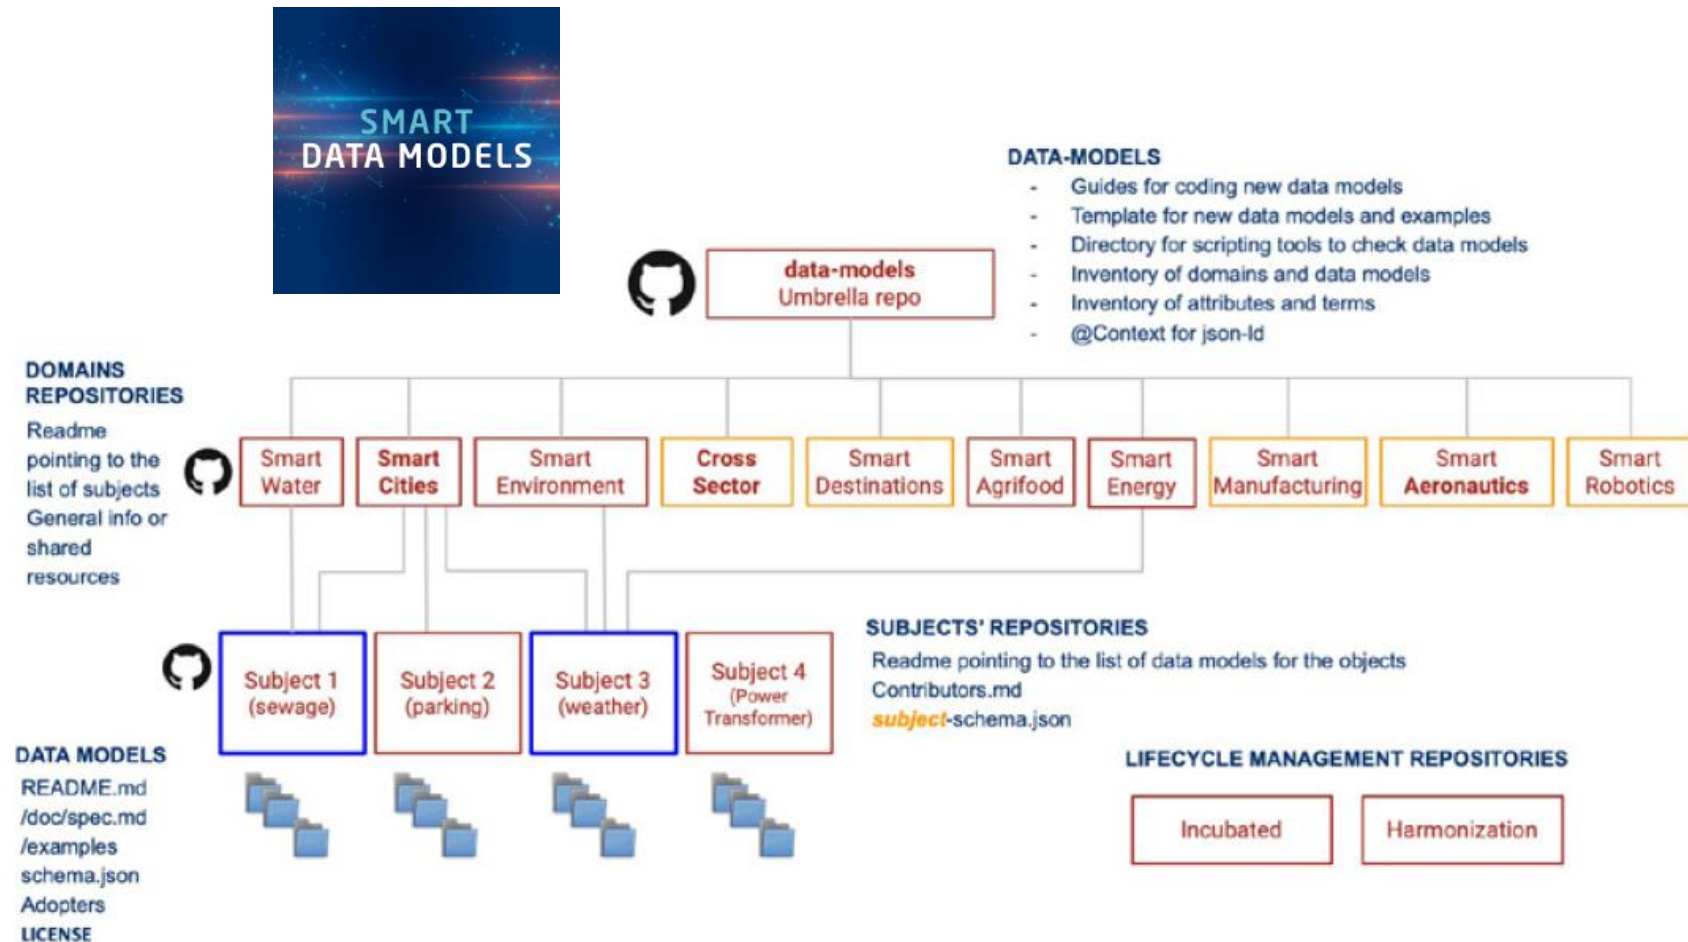 SMART
DATA MODELS
DATA-MODELS
- Guides for coding new data models
- Template for new data models and examples
- Directory for scripting tools to check data models
- Inventory of domains and data models
- Inventory of attributes and terms
- @Context for json-ld
data-models
Umbrella repo
DOMAINS
REPOSITORIES
Readme
pointing to the
list of subjects
General info or
shared
resources
Smart
Water
Smart
Cities
Smart
Environment
Cross
Sector
Smart
Destinations
Smart
Agrifood
Smart
Energy
Smart
Manufacturing
Smart
Aeronautics
Smart
Robotics
Subject 1
(sewage)
Subject 2
(parking)
Subject 3
(weather)
Subject 4
(Power
Transformer)
SUBJECTS' REPOSITORIES
Readme pointing to the list of data models for the objects
Contributors.md
subject-schema.json
DATA MODELS
README.md
/doc/spec.md
/examples
schema.json
Adopters
LICENSE
LIFECYCLE MANAGEMENT REPOSITORIES
Incubated
Harmonization